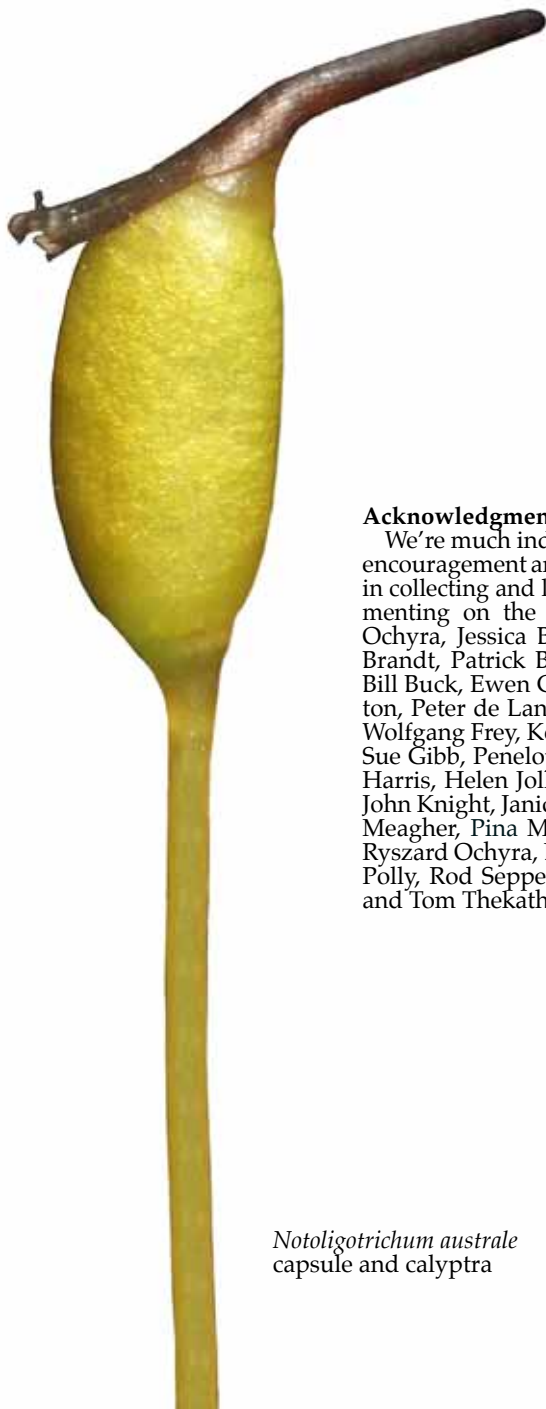 Acknowledgmen
We're much ind
encouragement an
in collecting and
menting on the
Ochyra, Jessica B
Brandt, Patrick B
Bill Buck, Ewen C
ton, Peter de Lan
Wolfgang Frey, Ke
Sue Gibb, Penelo
Harris, Helen Joll
John Knight, Janic
Meagher, Pina M
Ryszard Ochyra,
Polly, Rod Seppe
and Tom Thekath
Notoligotrichum australe
capsule and calyptra